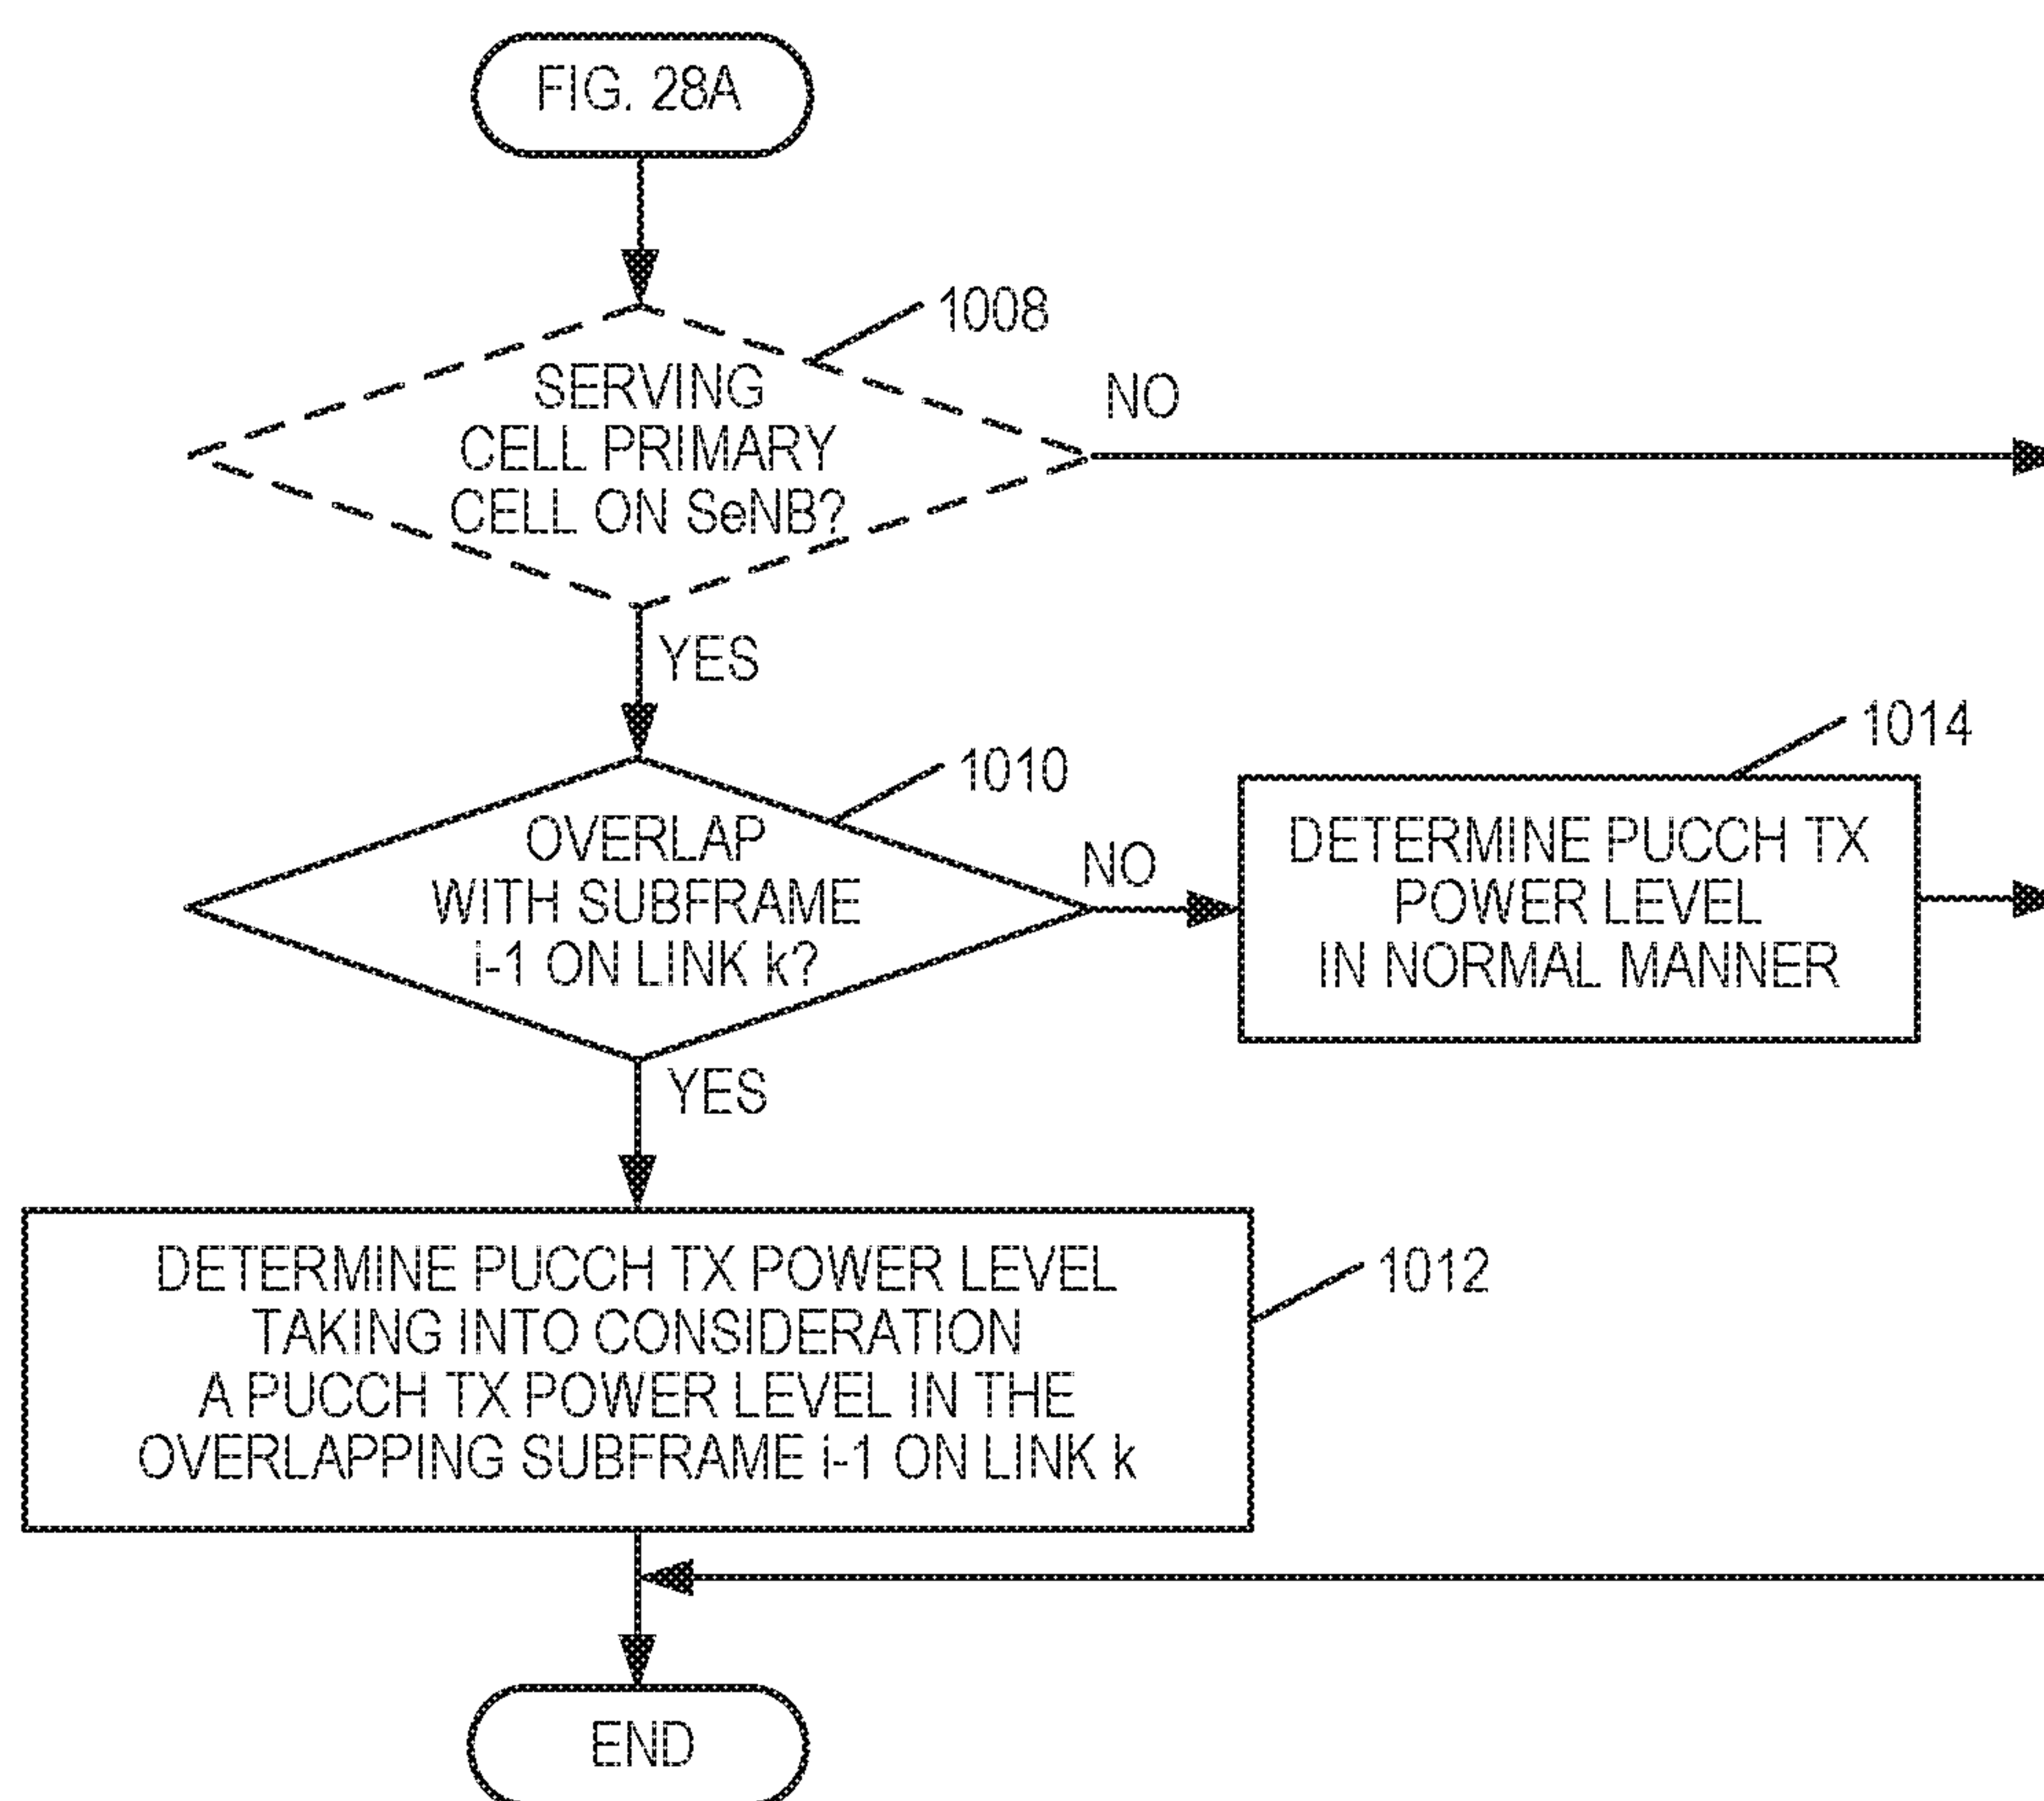 FIG. 28A
1008
SERVING
CELL PRIMARY
CELL ON SeNB?
NO
YES
1010
OVERLAP
WITH SUBFRAME
i-1 ON LINK k?
NO
1014
DETERMINE PUCCH TX
POWER LEVEL
IN NORMAL MANNER
YES
1012
DETERMINE PUCCH TX POWER LEVEL
TAKING INTO CONSIDERATION
A PUCCH TX POWER LEVEL IN THE
OVERLAPPING SUBFRAME i-1 ON LINK k
END